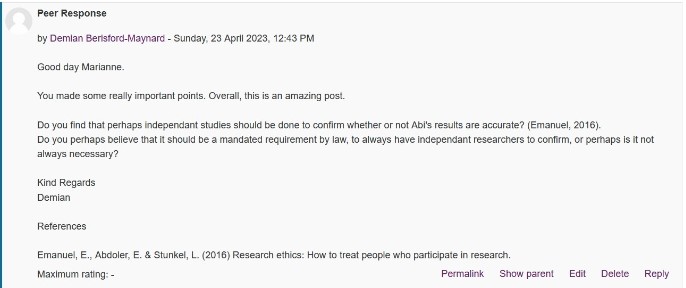 Peer Response
by Demian Berisford-Maynard - Sunday, 23 April 2023, 12:43 PM
Good day Marianne.
You made some really important points. Overall, this is an amazing post.
Do you find that perhaps independant studies should be done to confirm whether or not Abi's results are accurate? (Emanuel, 2016).
Do you perhaps believe that it should be a mandated requirement by law, to always have independant researchers to confirm, or perhaps is it not
always necessary?
Kind Regards
Demian
References
Emanuel, E., Abdoler, E. & Stunkel, L. (2016) Research ethics: How to treat people who participate in research.
Maximum rating: -
Permalink Show parent Edit Delete Reply